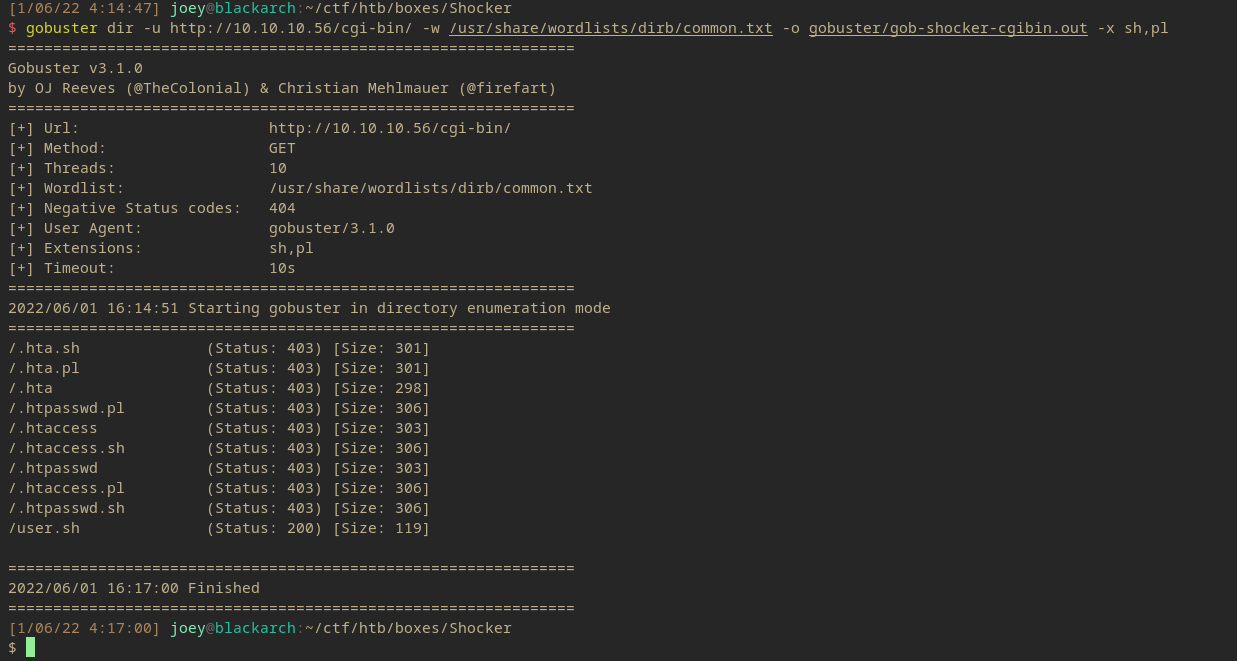 [1/06/22 4:14:47] joey@blackarch:~/ctf/htb/boxes/Shocker
$ gobuster dir -u http://10.10.10.56/cgi-bin/ -w /usr/share/wordlists/dirb/common.txt -o gobuster/gob-shocker-cgibin.out -x sh,pl
===============================================================
Gobuster v3.1.0
by OJ Reeves (@TheColonial) & Christian Mehlmauer (@firefart)
===============================================================
[+] Url:                     http://10.10.10.56/cgi-bin/
[+] Method:                  GET
[+] Threads:                 10
[+] Wordlist:                /usr/share/wordlists/dirb/common.txt
[+] Negative Status codes:   404
[+] User Agent:              gobuster/3.1.0
[+] Extensions:              sh,pl
[+] Timeout:                 10s
===============================================================
2022/06/01 16:14:51 Starting gobuster in directory enumeration mode
===============================================================
/.hta.sh              (Status: 403) [Size: 301]
/.hta.pl              (Status: 403) [Size: 301]
/.hta                 (Status: 403) [Size: 298]
/.htpasswd.pl         (Status: 403) [Size: 306]
/.htaccess            (Status: 403) [Size: 303]
/.htaccess.sh         (Status: 403) [Size: 306]
/.htpasswd            (Status: 403) [Size: 303]
/.htaccess.pl         (Status: 403) [Size: 306]
/.htpasswd.sh         (Status: 403) [Size: 306]
/user.sh              (Status: 200) [Size: 119]
===============================================================
2022/06/01 16:17:00 Finished
===============================================================
[1/06/22 4:17:00] joey@blackarch:~/ctf/htb/boxes/Shocker
$